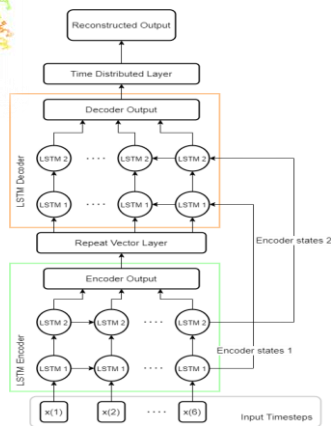 Reconstructed Output
Time Distributed Layer
Decoder Output
LSTM Decoder
LSTM 2 .... LSTM 2 LSTM 2
LSTM 1 .... LSTM 1 LSTM 1
Repeat Vector Layer
Encoder states 2
Encoder Output
LSTM Encoder
LSTM 2 LSTM 2 .... LSTM 2
Encoder states 1
LSTM 1 LSTM 1 .... LSTM 1
x(1) x(2) .... x(6)
Input Timesteps